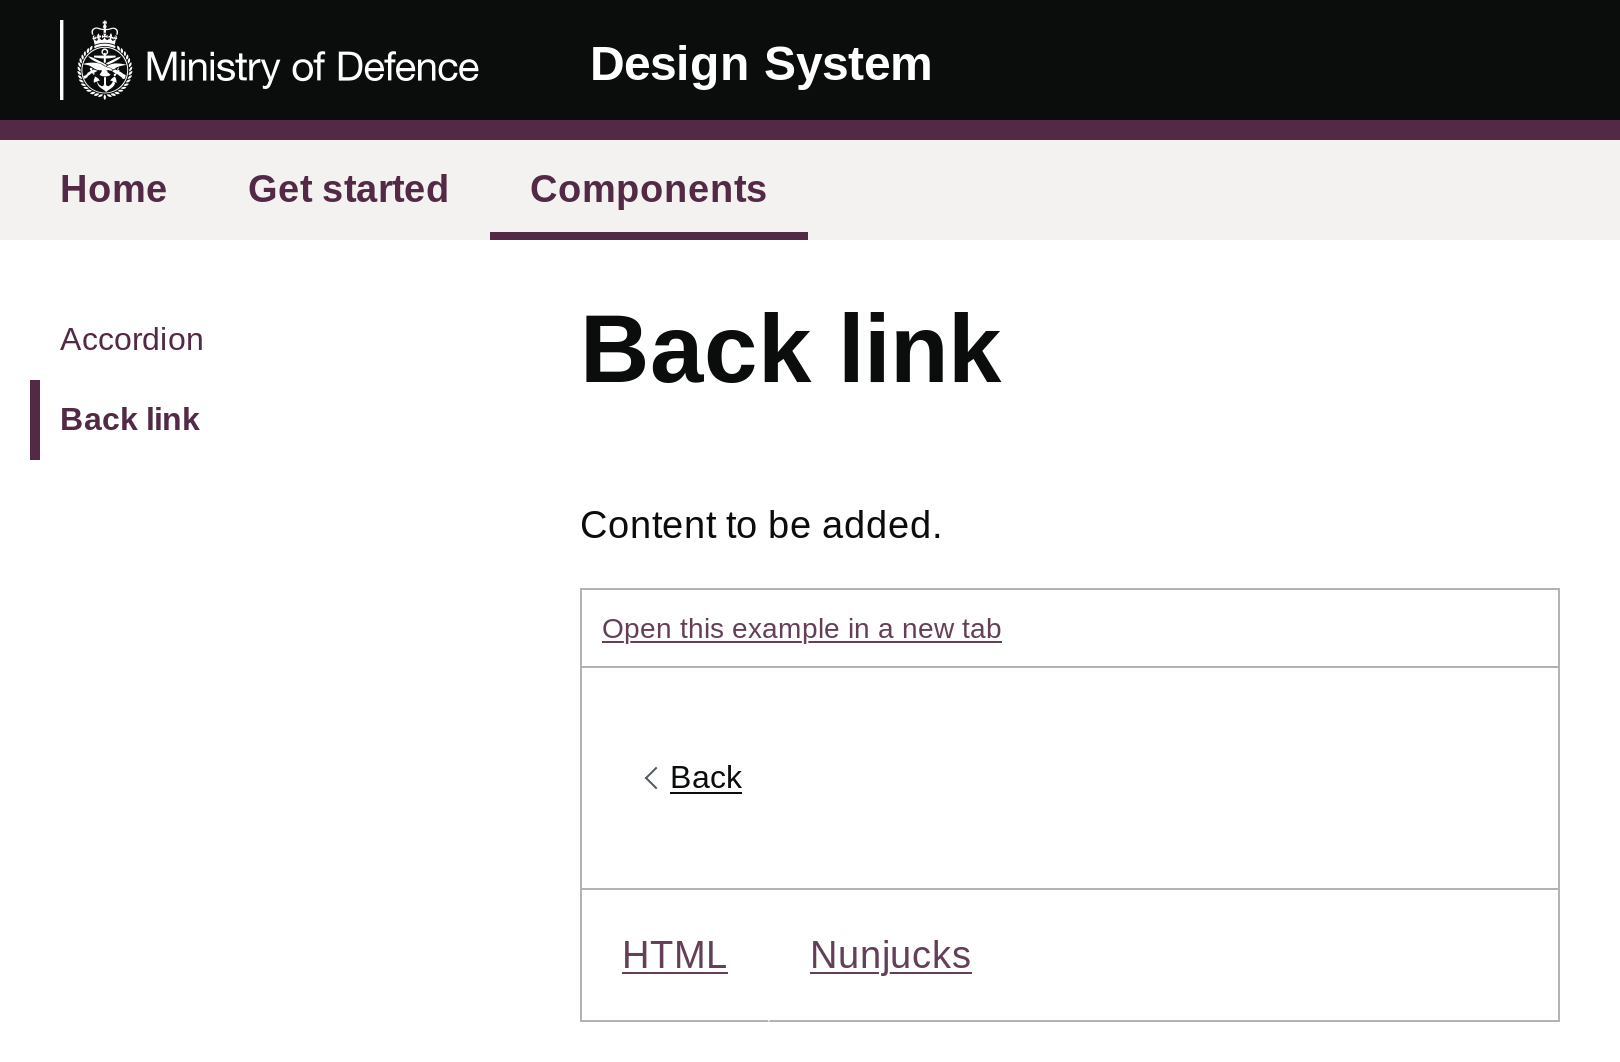 Ministry of Defence
Design System
Home
Get started
Components
Accordion
Back link
Back link
Content to be added.
Open this example in a new tab
Back
HTML
Nunjucks